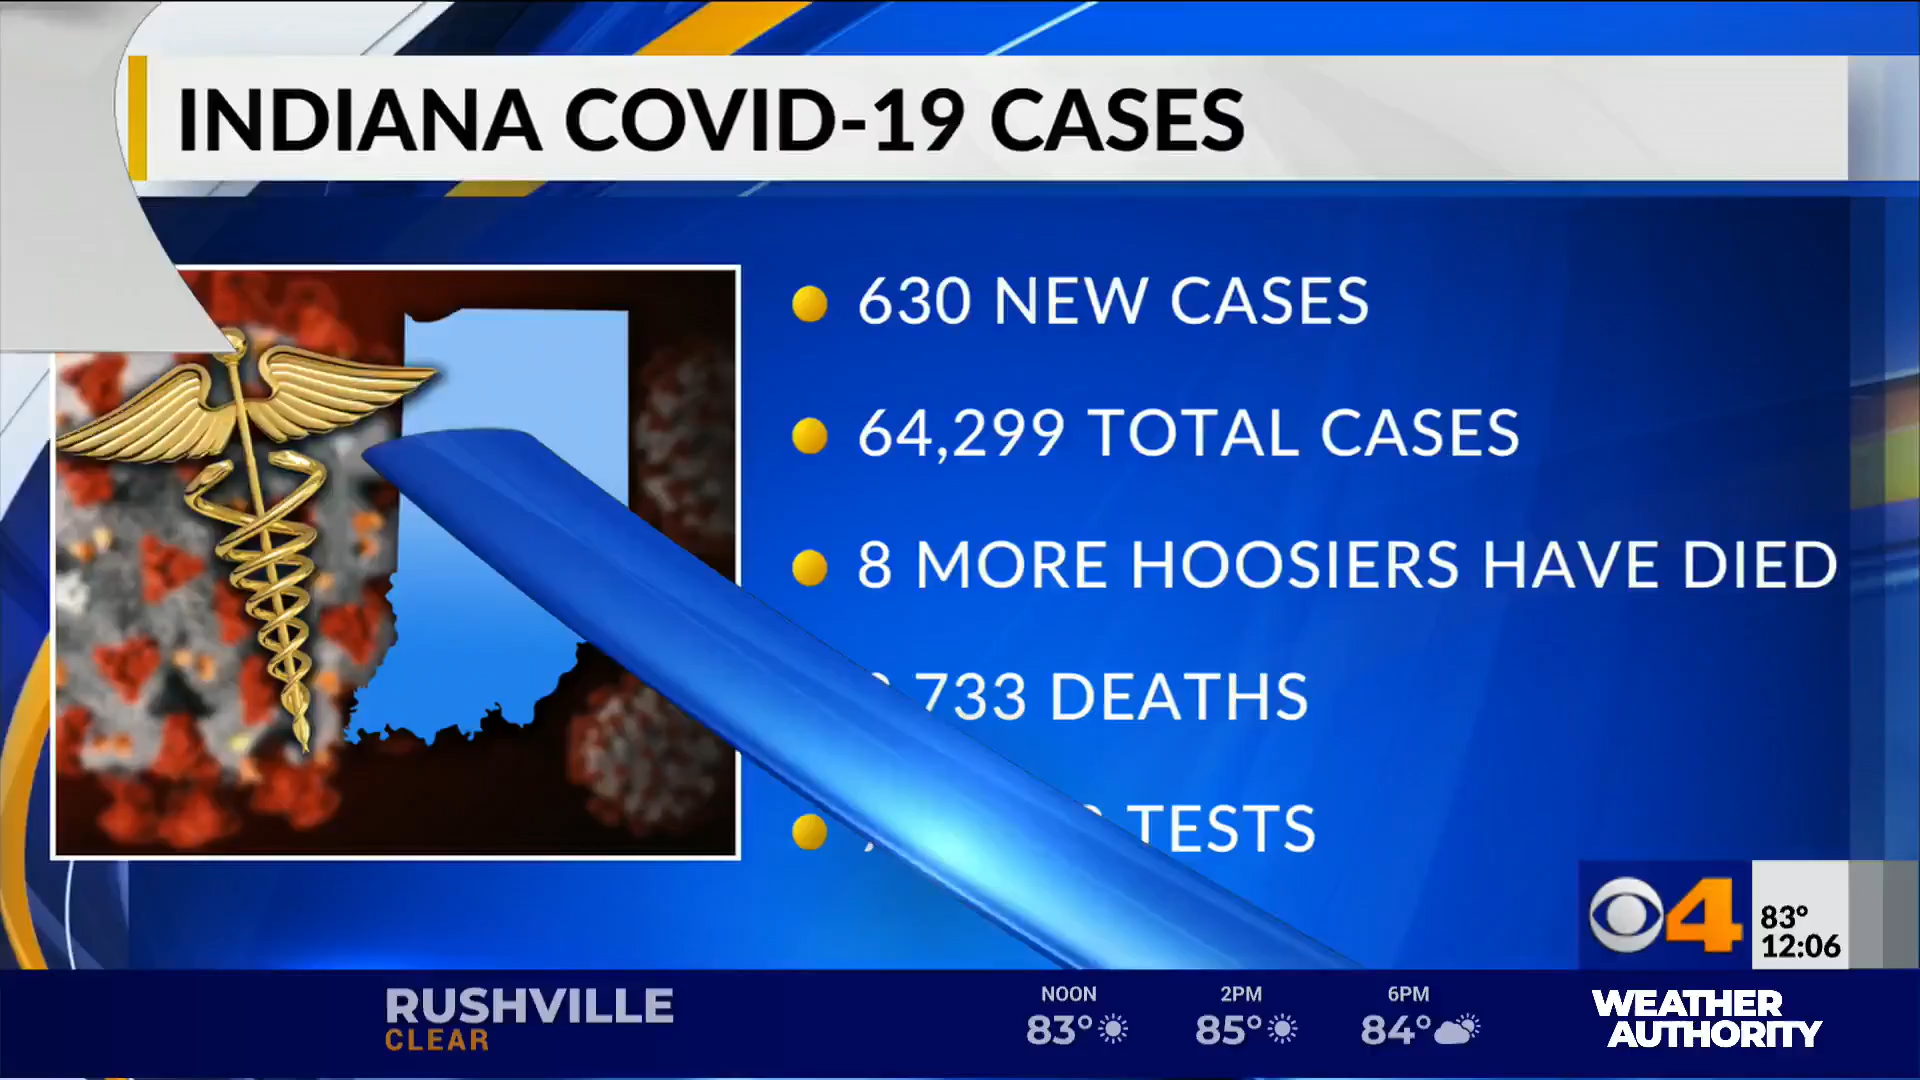 INDIANA COVID-19 CASES
630 NEW CASES
64,299 TOTAL CASES
8 MORE HOOSIERS HAVE DIED
DEATHS
TESTS
4
83°
12:06
RUSHVILLE
CLEAR
NOON 2PM 6PM
83° 85° 84°
WEATHER
AUTHORITY